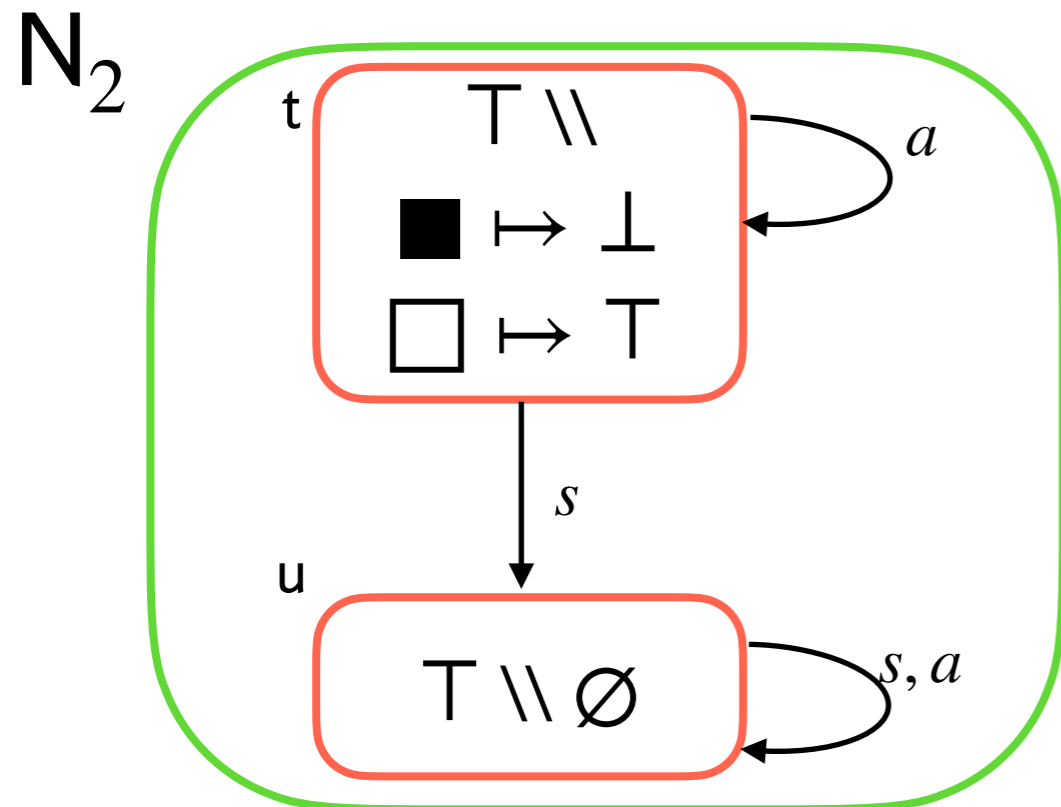 N₂
t
⊤ \\
a
■ ↦ ⊥
□ ↦ ⊤
s
u
⊤ \\ ∅
s, a